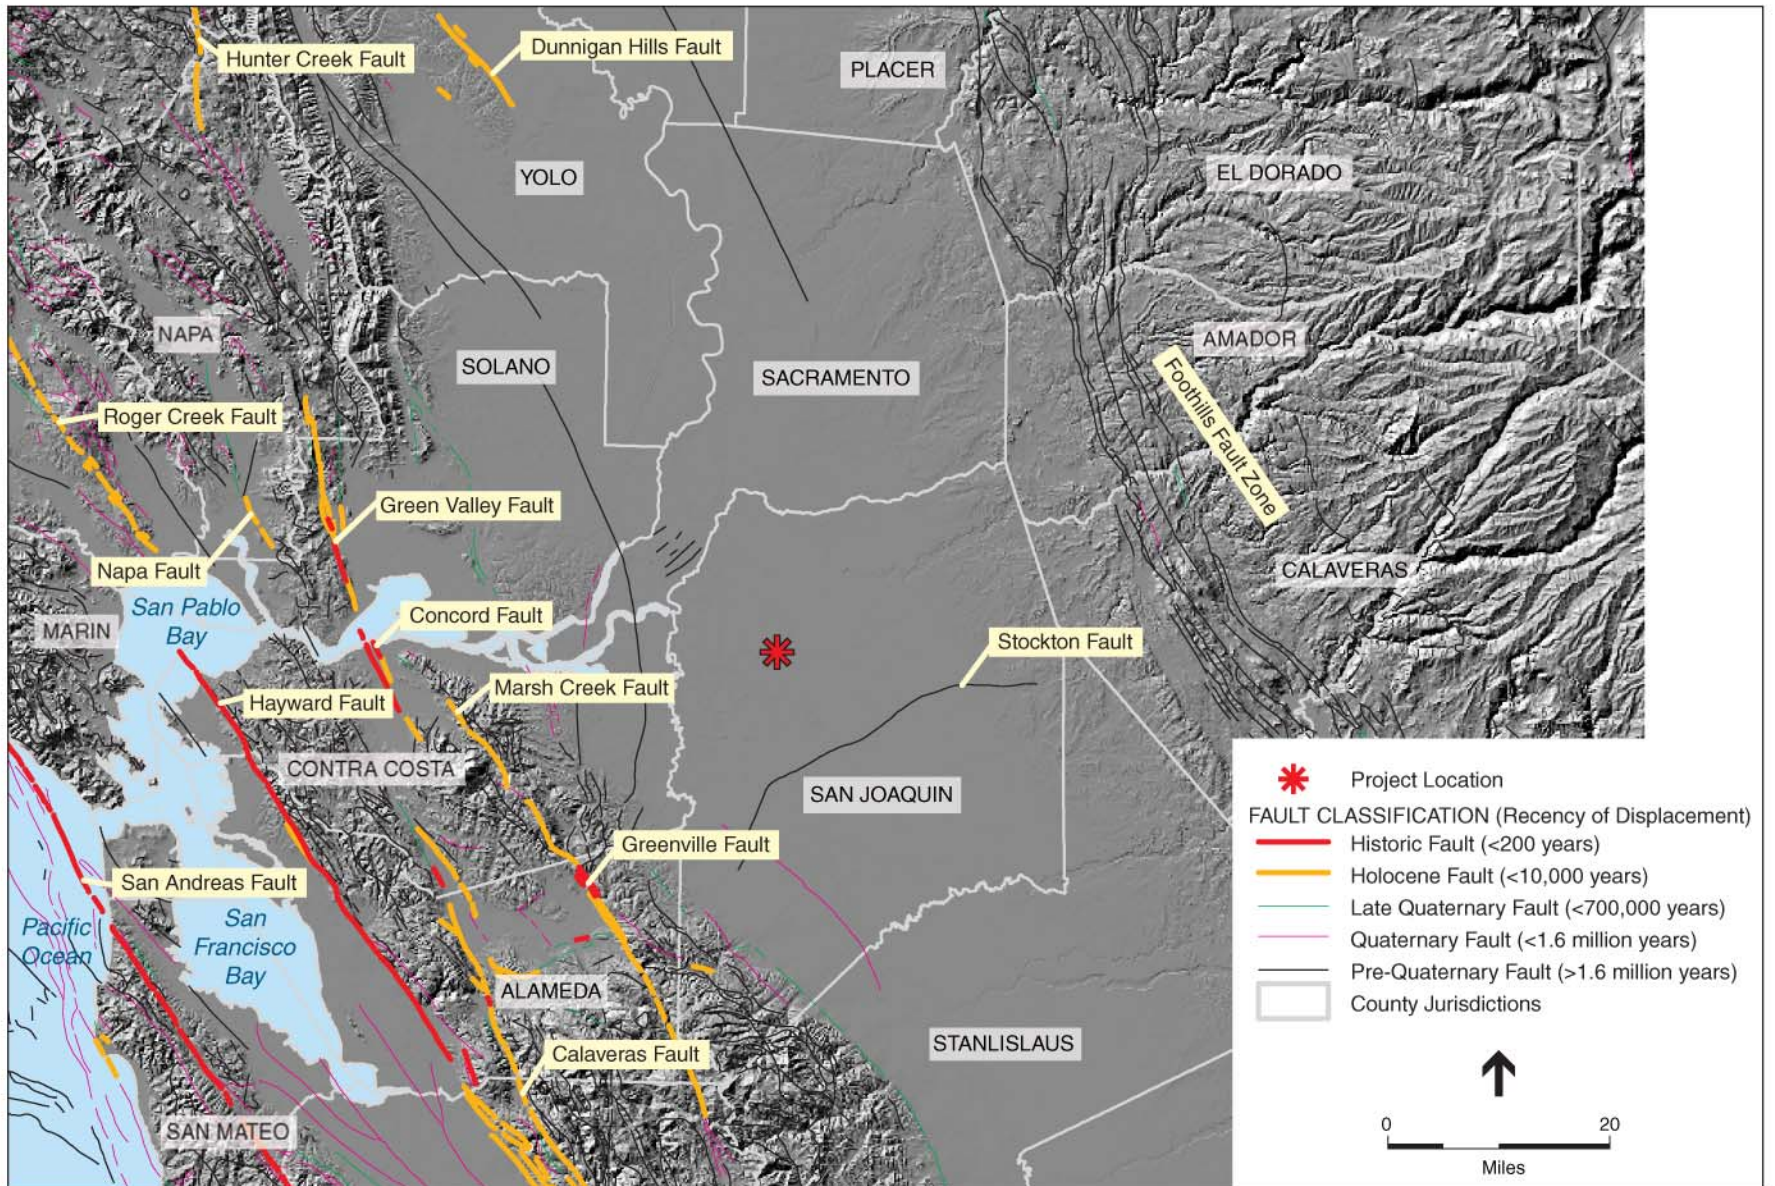 Hunter Creek Fault
Dunnigan Hills Fault
PLACER
YOLO
EL DORADO
NAPA
SOLANO
SACRAMENTO
AMADOR
Foothills Fault Zone
Roger Creek Fault
Green Valley Fault
Napa Fault
CALAVERAS
San Pablo
Bay
MARIN
Concord Fault
Stockton Fault
Marsh Creek Fault
Hayward Fault
CONTRA COSTA
SAN JOAQUIN
Greenville Fault
San Andreas Fault
Pacific
Ocean
San
Francisco
Bay
ALAMEDA
STANLISLAUS
Calaveras Fault
SAN MATEO
Project Location
FAULT CLASSIFICATION (Recency of Displacement)
Historic Fault (<200 years)
Holocene Fault (<10,000 years)
Late Quaternary Fault (<700,000 years)
Quaternary Fault (<1.6 million years)
Pre-Quaternary Fault (>1.6 million years)
County Jurisdictions
0 20
Miles